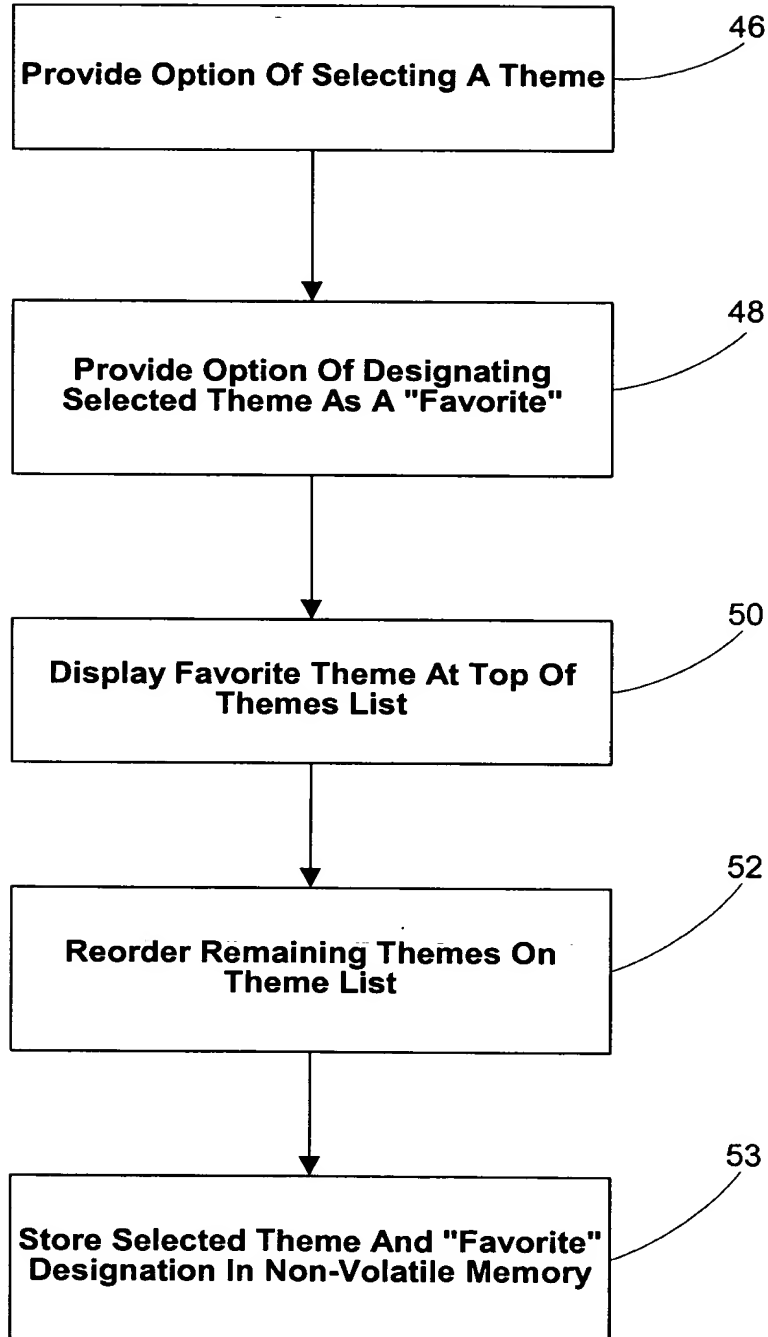 46
Provide Option Of Selecting A Theme
48
Provide Option Of Designating
Selected Theme As A "Favorite"
50
Display Favorite Theme At Top Of
Themes List
52
Reorder Remaining Themes On
Theme List
53
Store Selected Theme And "Favorite"
Designation In Non-Volatile Memory